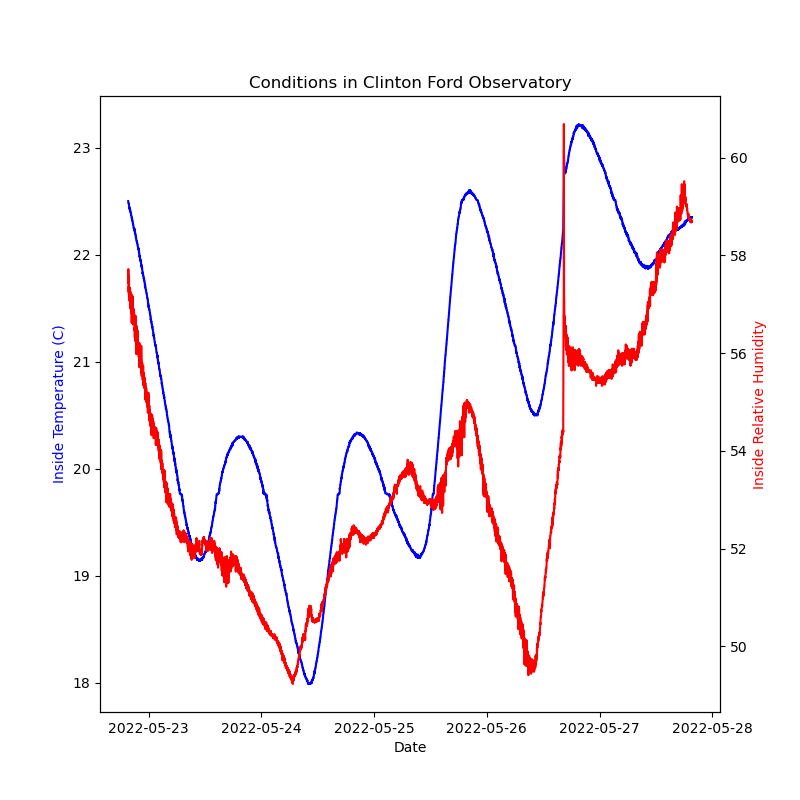 Conditions in Clinton Ford Observatory
23
22
21
20
19
18
Inside Temperature (C)
60
58
56
54
52
50
Inside Relative Humidity
2022-05-23 2022-05-24 2022-05-25 2022-05-26 2022-05-27 2022-05-28
Date